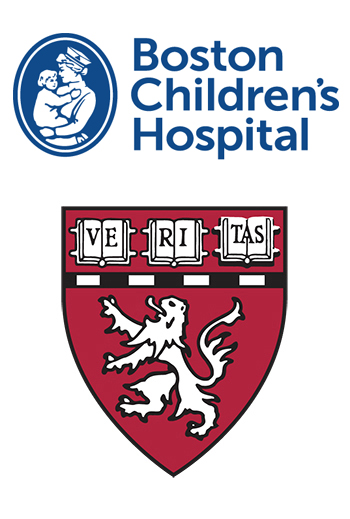 Boston
Children's
Hospital
VE RI TAS